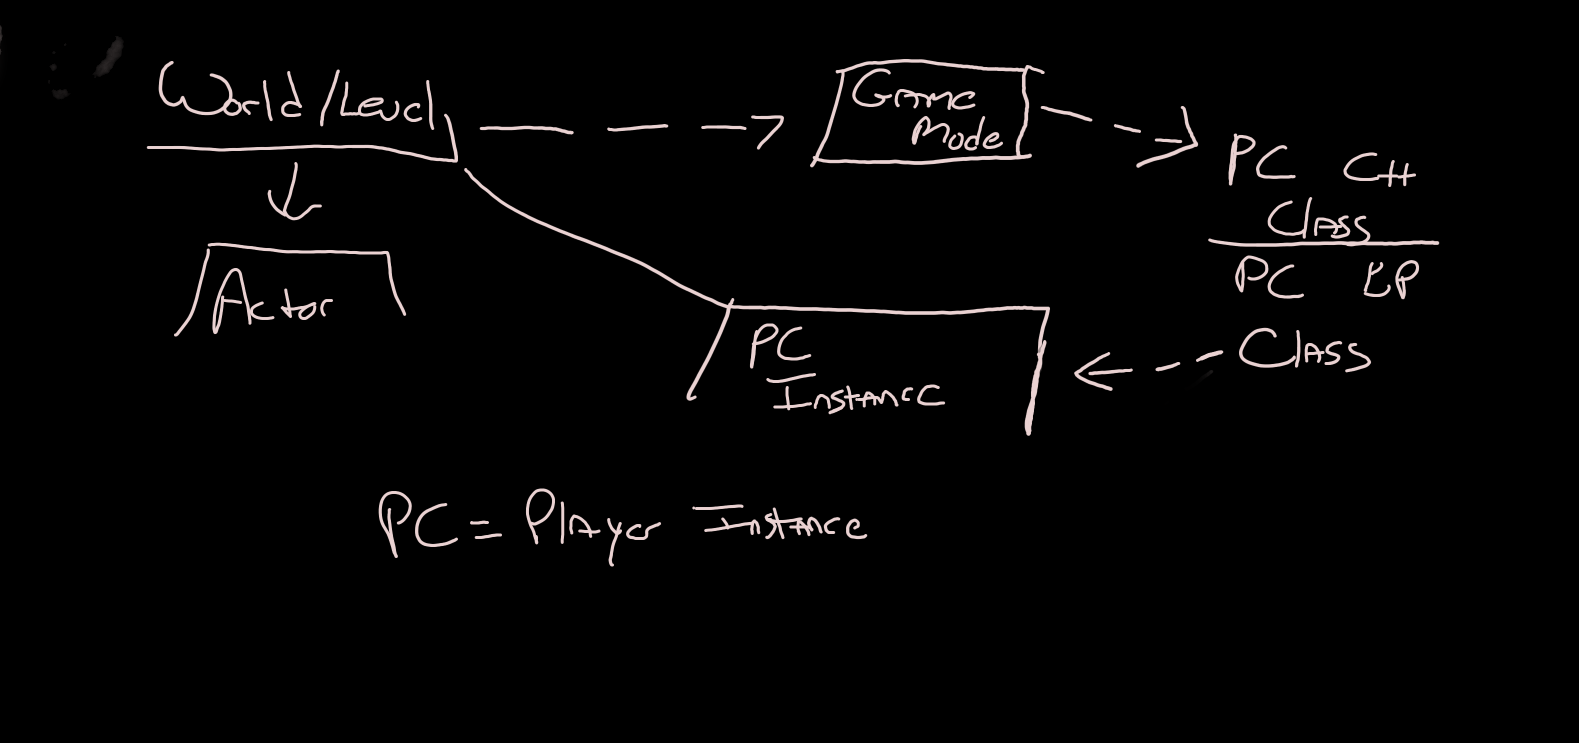 World/Level
Game
Mode
PC C++
Class
PC BP
Class
Actor
PC
Instance
PC = Player Instance